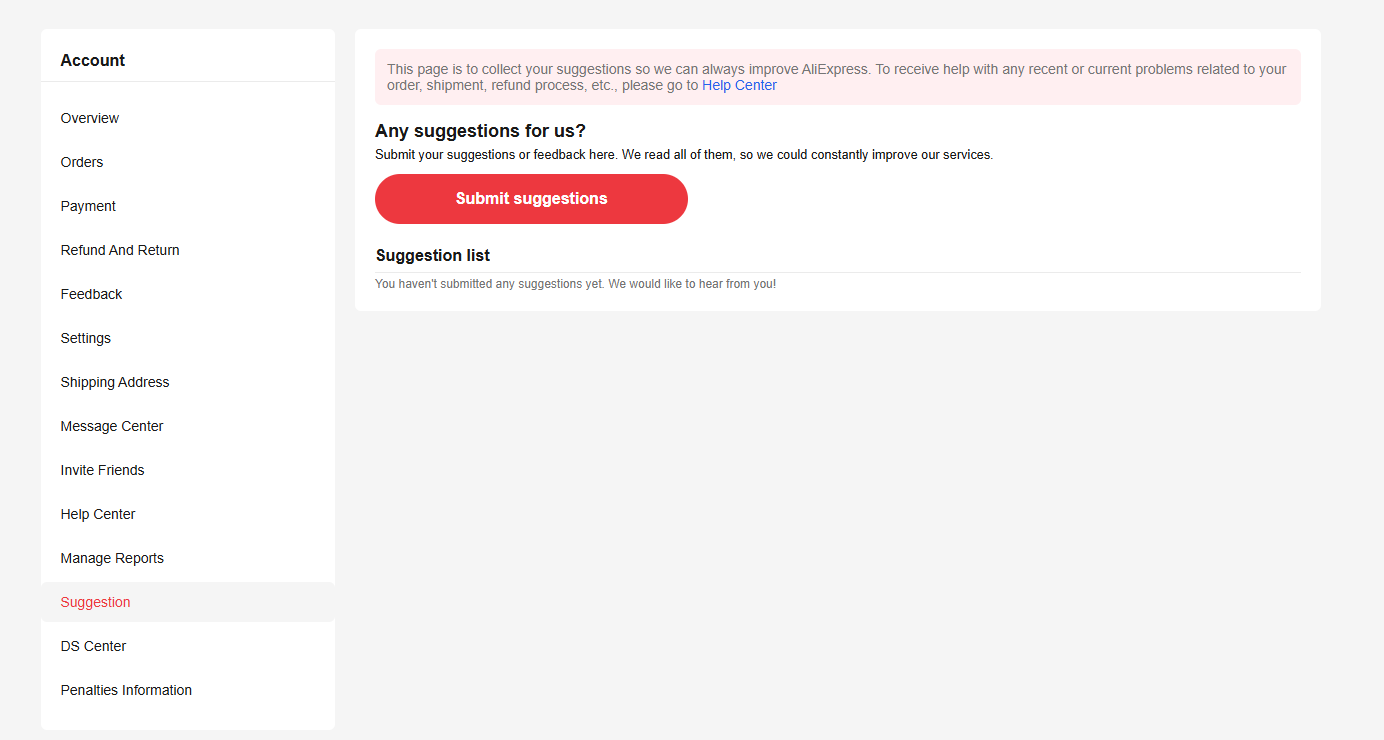 Account
Overview
Orders
Payment
Refund And Return
Feedback
Settings
Shipping Address
Message Center
Invite Friends
Help Center
Manage Reports
Suggestion
DS Center
Penalties Information
This page is to collect your suggestions so we can always improve AliExpress. To receive help with any recent or current problems related to your
order, shipment, refund process, etc., please go to Help Center
Any suggestions for us?
Submit your suggestions or feedback here. We read all of them, so we could constantly improve our services.
Submit suggestions
Suggestion list
You haven't submitted any suggestions yet. We would like to hear from you!